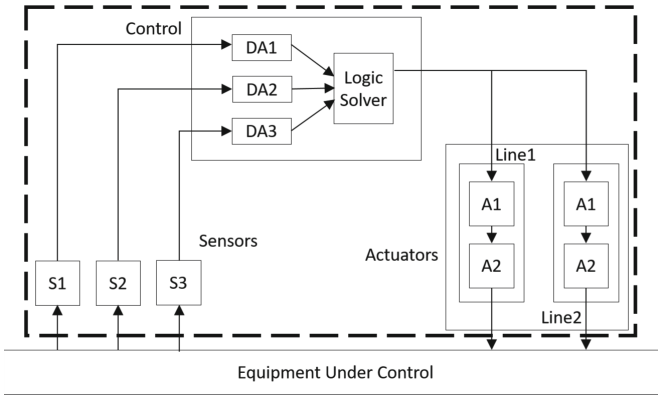 Control
DA1
DA2
DA3
Logic
Solver
Line1
A1
A1
A2
A2
Line2
Actuators
Sensors
S1
S2
S3
Equipment Under Control